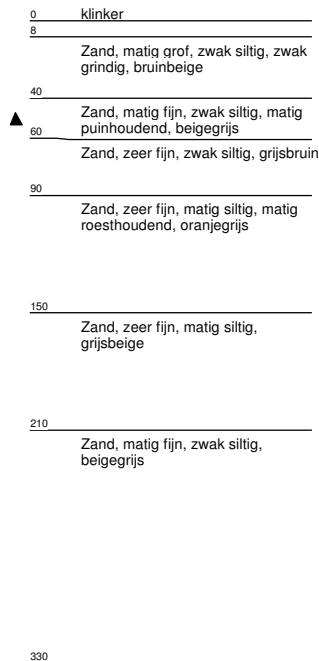 0 klinker
8
Zand, matig grof, zwak siltig, zwak
grindig, bruinbeige
40
Zand, matig fijn, zwak siltig, matig
puinhoudend, beigegrijs
60
Zand, zeer fijn, zwak siltig, grijsbruin
90
Zand, zeer fijn, matig siltig, matig
roesthoudend, oranjegrijs
150
Zand, zeer fijn, matig siltig,
grijsbeige
210
Zand, matig fijn, zwak siltig,
beigegrijs
330